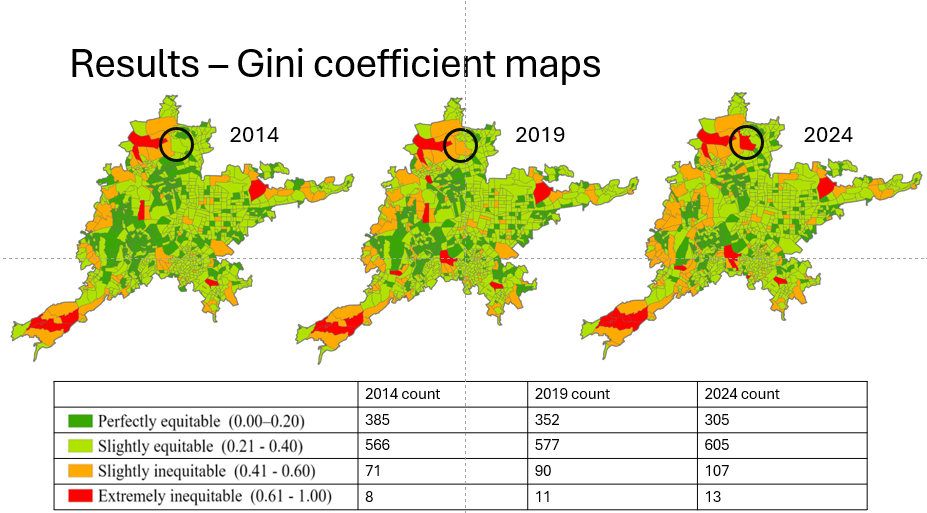 Results – Gini coefficient maps
2014
2019
2024
2014 count 2019 count 2024 count
Perfectly equitable (0.00–0.20) 385 352 305
Slightly equitable (0.21 - 0.40) 566 577 605
Slightly inequitable (0.41 - 0.60) 71 90 107
Extremely inequitable (0.61 - 1.00) 8 11 13